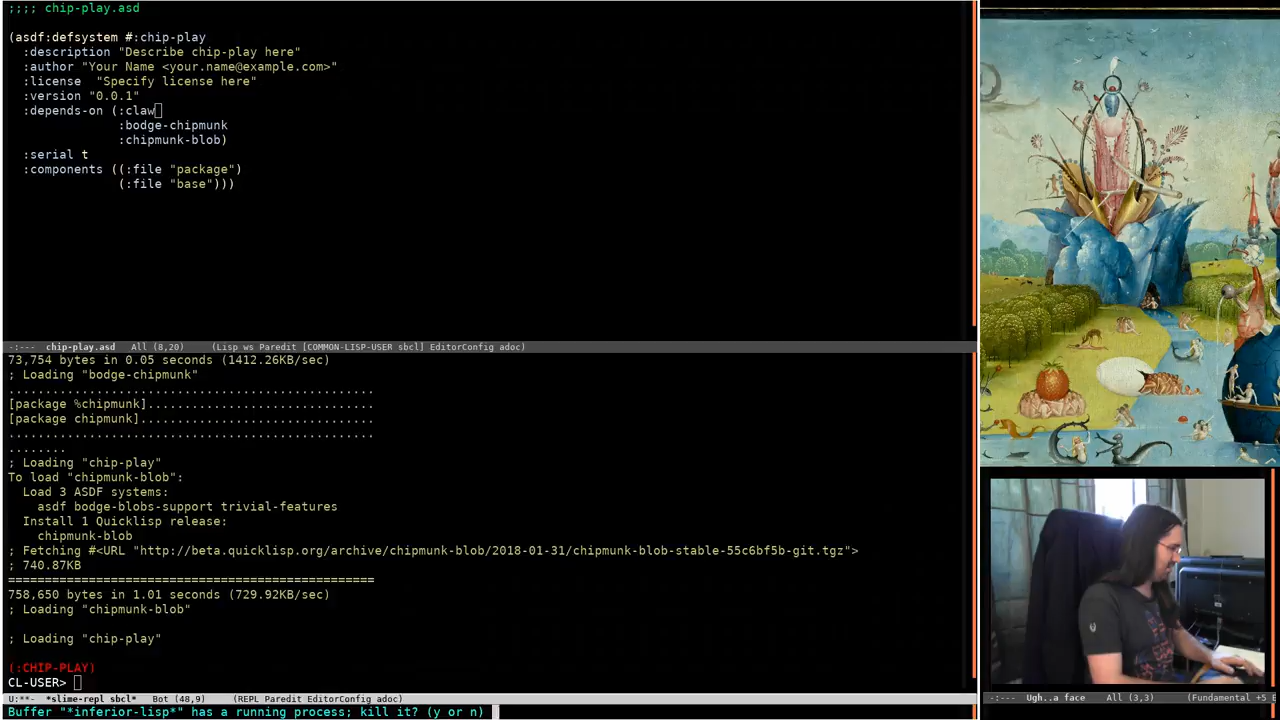 ;;;; chip-play.asd
(asdf:defsystem #:chip-play
  :description "Describe chip-play here"
  :author "Your Name <your.name@example.com>"
  :license  "Specify license here"
  :version "0.0.1"
  :depends-on (:claw
               :bodge-chipmunk
               :chipmunk-blob)
  :serial t
  :components ((:file "package")
               (:file "base")))
-:---  chip-play.asd   All (8,20)     (Lisp ws Paredit [COMMON-LISP-USER sbcl] EditorConfig adoc)
73,754 bytes in 0.05 seconds (1412.26KB/sec)
; Loading "bodge-chipmunk"
..................................................
[package %chipmunk]...............................
[package chipmunk]................................
..................................................
........
; Loading "chip-play"
To load "chipmunk-blob":
  Load 3 ASDF systems:
    asdf bodge-blobs-support trivial-features
  Install 1 Quicklisp release:
    chipmunk-blob
; Fetching #<URL "http://beta.quicklisp.org/archive/chipmunk-blob/2018-01-31/chipmunk-blob-stable-55c6bf5b-git.tgz">
; 740.87KB
==================================================
758,650 bytes in 1.01 seconds (729.92KB/sec)
; Loading "chipmunk-blob"
; Loading "chip-play"
(:CHIP-PLAY)
CL-USER>
U:**-  *slime-repl sbcl*   Bot (48,9)     (REPL Paredit EditorConfig adoc)
-:---  Ugh..a face    All (3,3)      (Fundamental +5 E
Buffer "*inferior-lisp*" has a running process; kill it? (y or n)